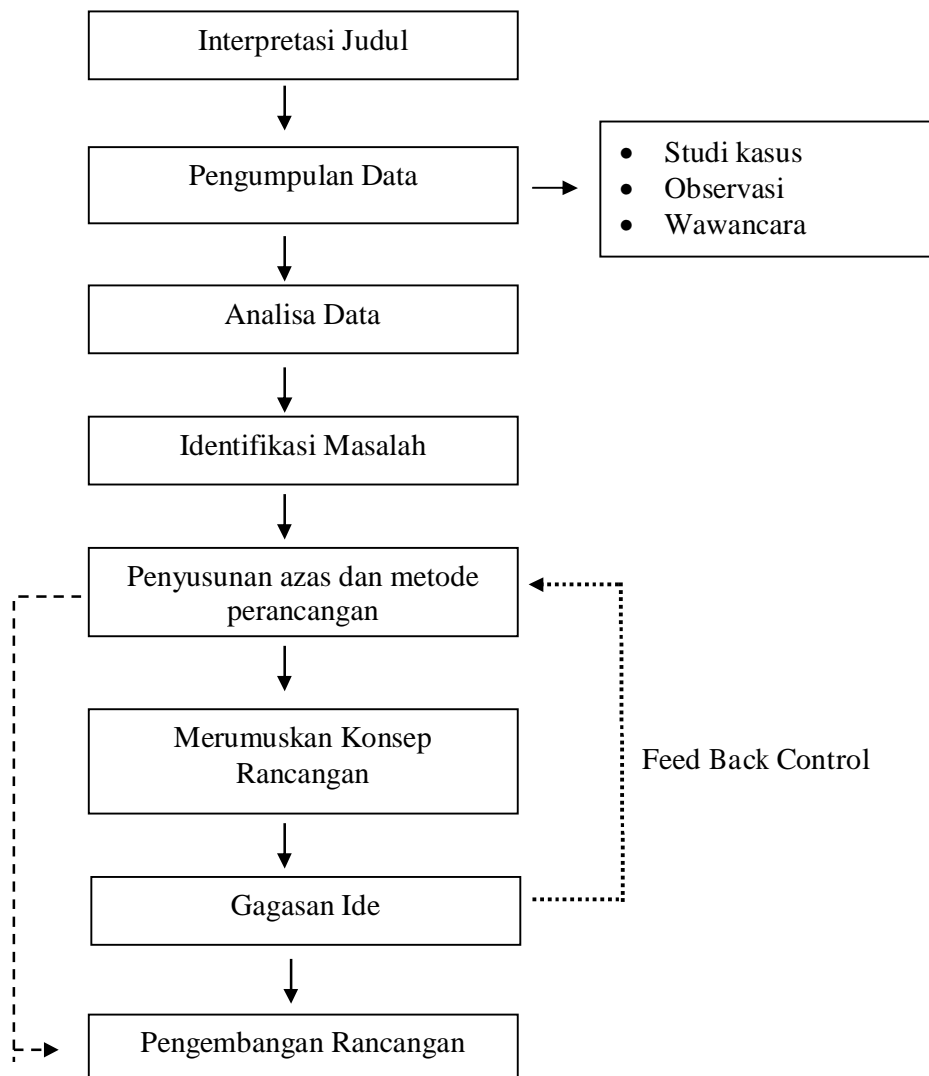 Interpretasi Judul
Pengumpulan Data
• Studi kasus
• Observasi
• Wawancara
Analisa Data
Identifikasi Masalah
Penyusunan azas dan metode
perancangan
Merumuskan Konsep
Rancangan
Feed Back Control
Gagasan Ide
Pengembangan Rancangan